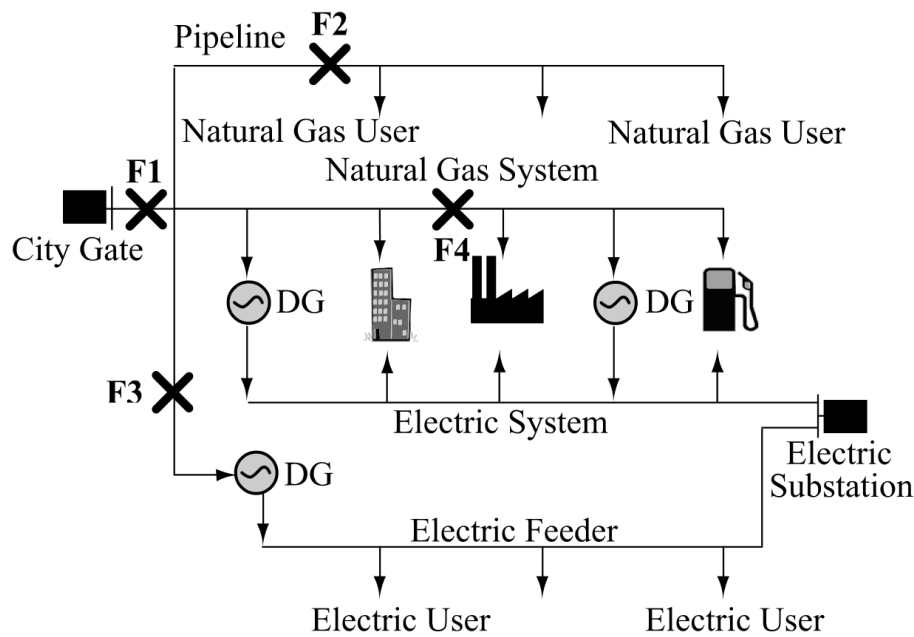 Pipeline
F2
Natural Gas User
Natural Gas User
Natural Gas System
F1
City Gate
F4
DG
DG
F3
Electric System
Electric
Substation
DG
Electric Feeder
Electric User
Electric User